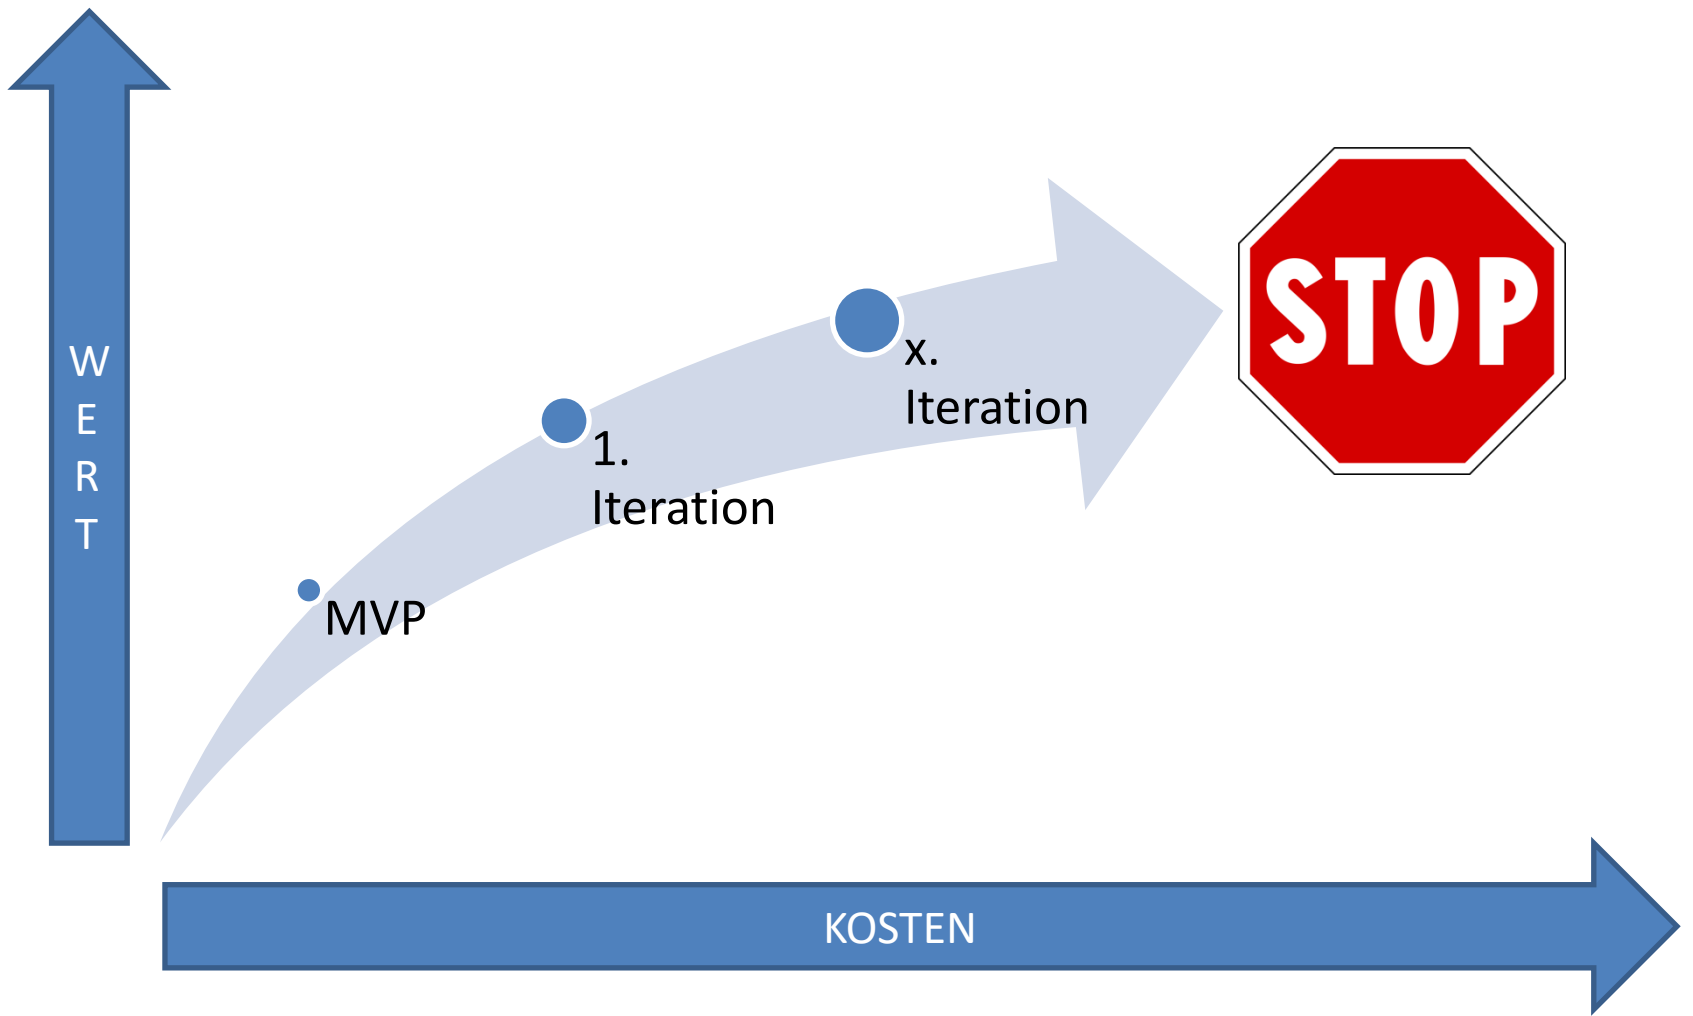 W
E
R
T
MVP
1.
Iteration
x.
Iteration
STOP
KOSTEN